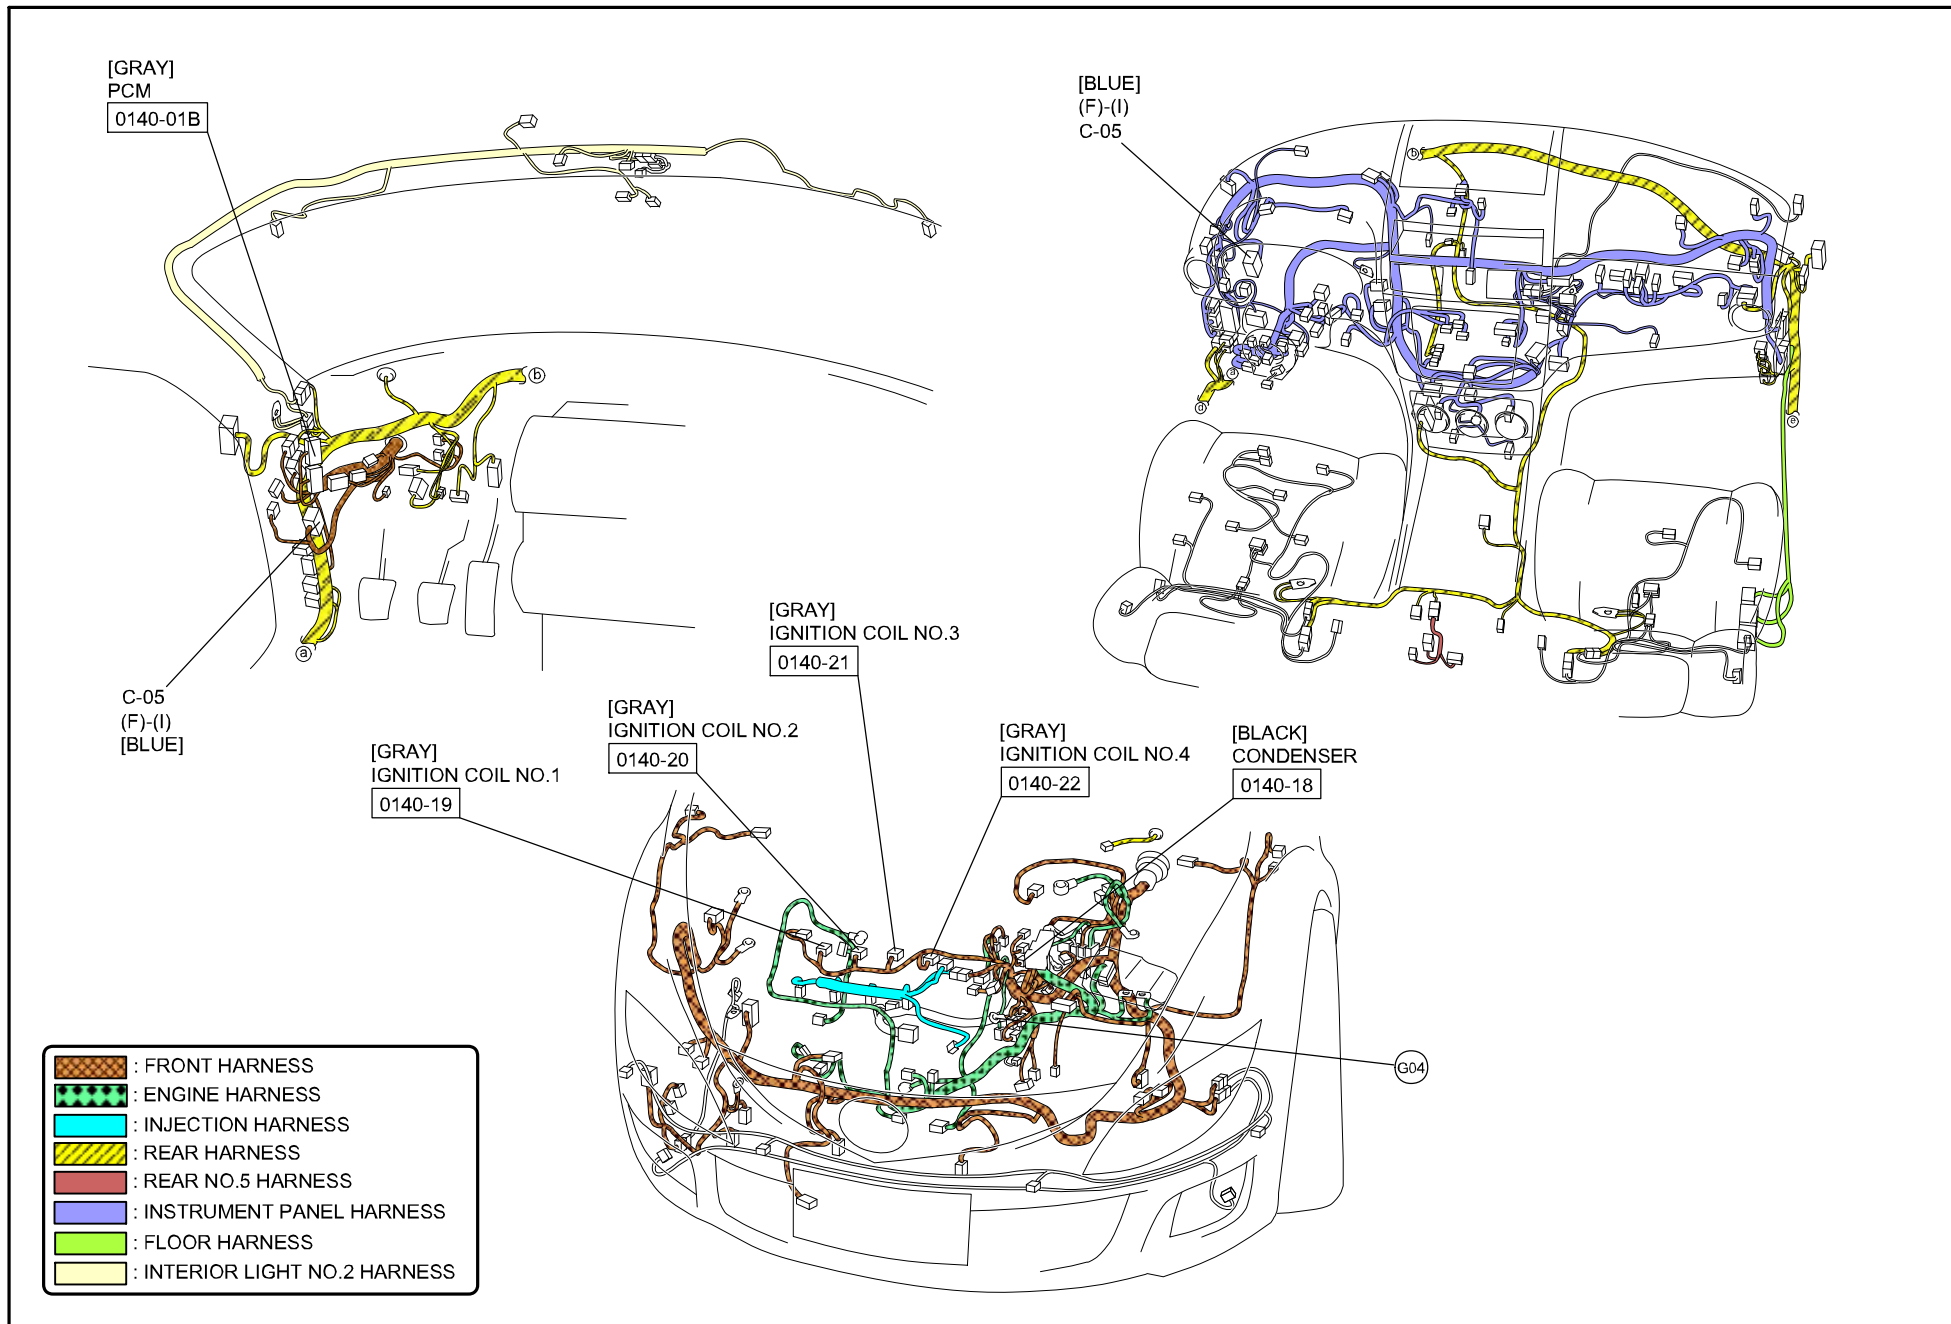 [GRAY]
PCM
0140-01B
[BLUE]
(F)-(I)
C-05
b
a
C-05
(F)-(I)
[BLUE]
b
a
a
e
[GRAY]
IGNITION COIL NO.3
0140-21
[GRAY]
IGNITION COIL NO.2
0140-20
[GRAY]
IGNITION COIL NO.1
0140-19
[GRAY]
IGNITION COIL NO.4
0140-22
[BLACK]
CONDENSER
0140-18
G04
: FRONT HARNESS
: ENGINE HARNESS
: INJECTION HARNESS
: REAR HARNESS
: REAR NO.5 HARNESS
: INSTRUMENT PANEL HARNESS
: FLOOR HARNESS
: INTERIOR LIGHT NO.2 HARNESS